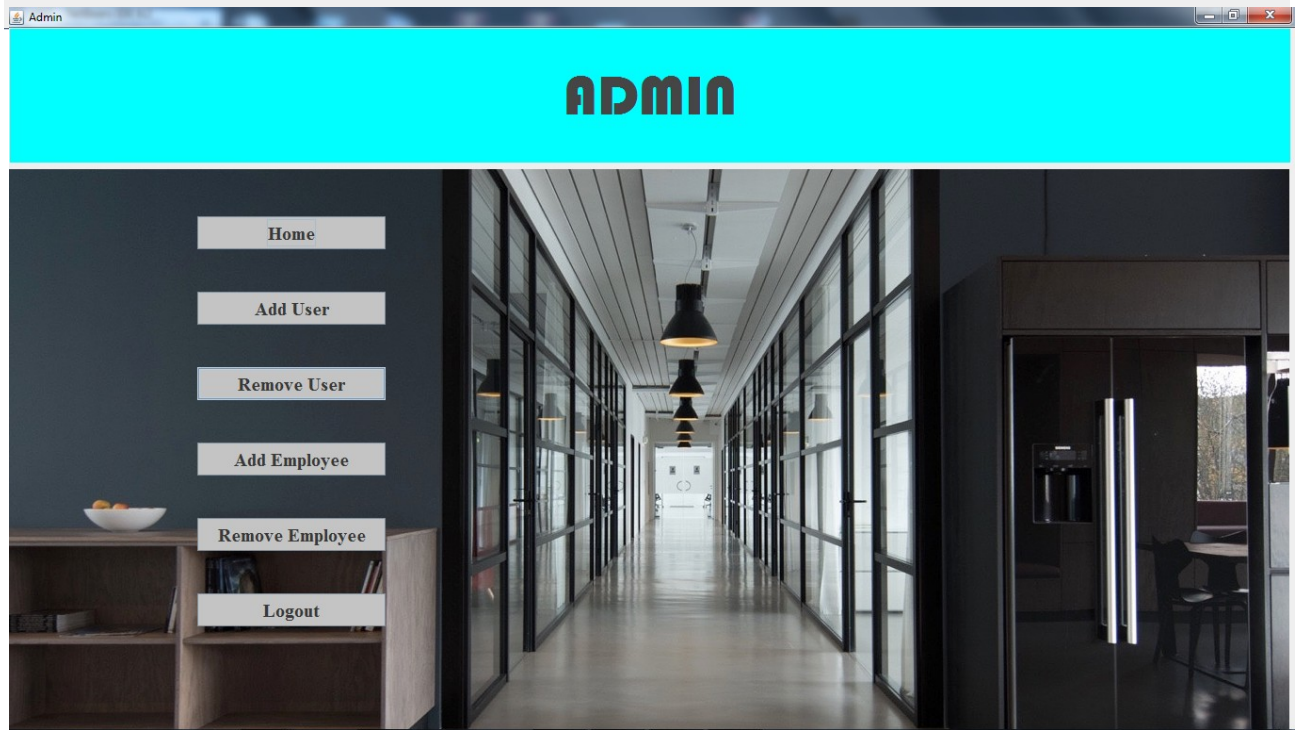 Admin
ADMIN
Home
Add User
Remove User
Add Employee
Remove Employee
Logout